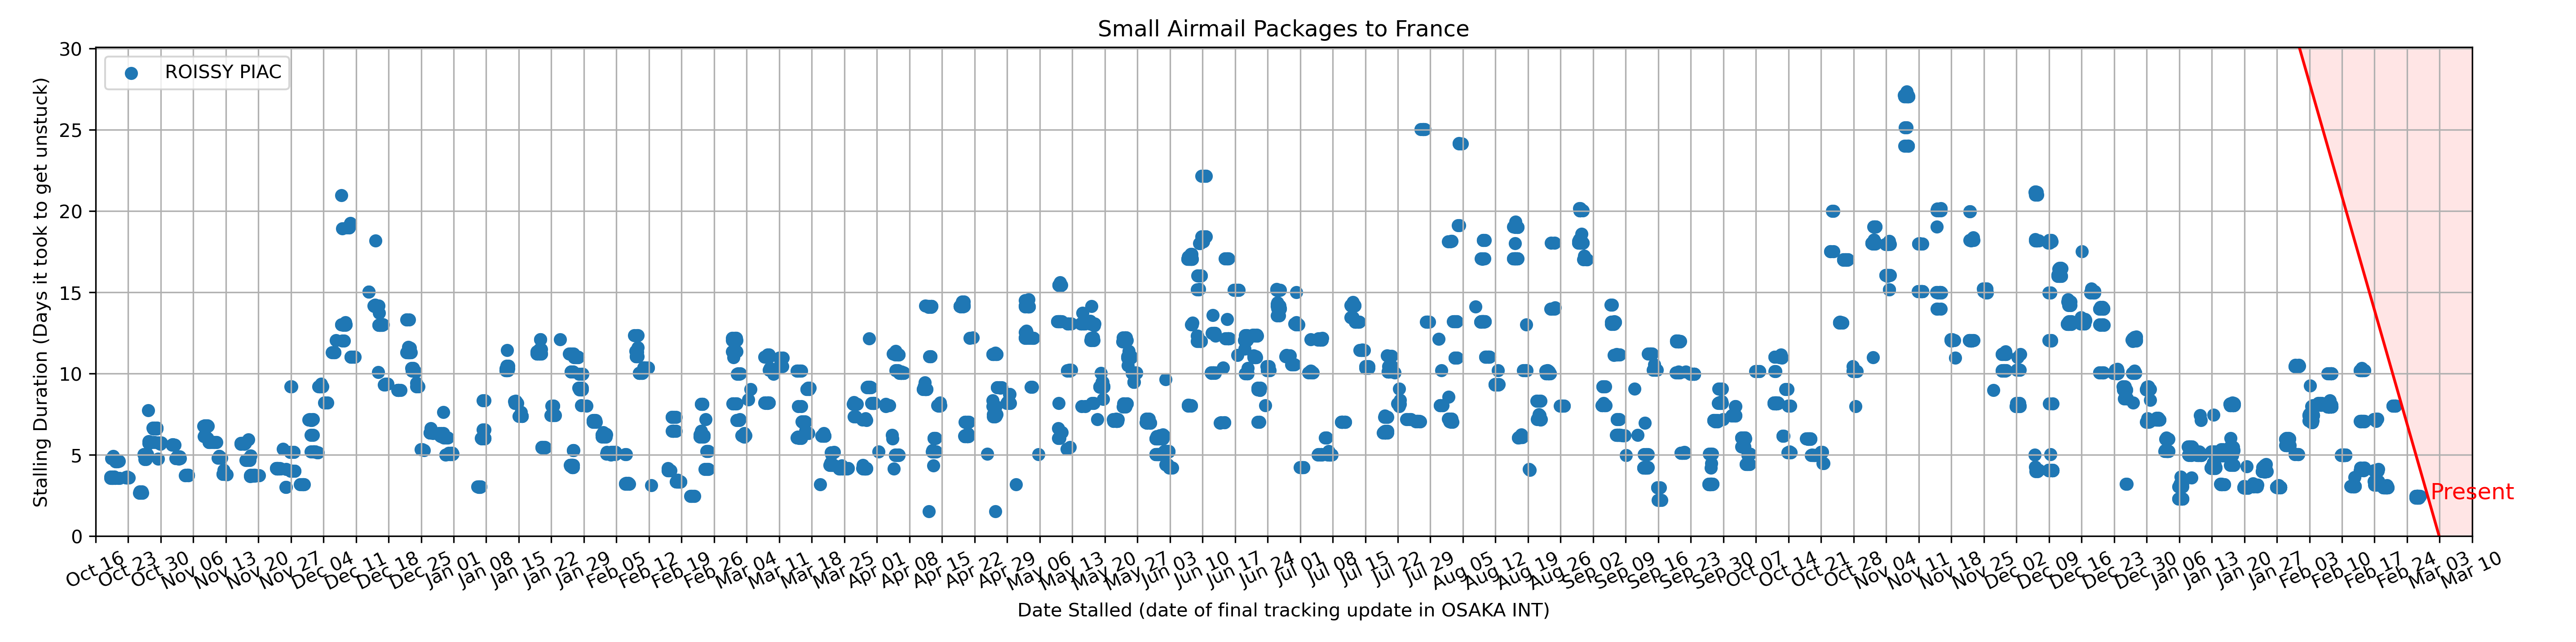 Small Airmail Packages to France
ROISSY PIAC
Stalling Duration (Days it took to get unstuck)
30
25
20
15
10
5
0
Present
Oct 16
Oct 23
Oct 30
Nov 06
Nov 13
Nov 20
Nov 27
Dec 04
Dec 11
Dec 18
Dec 25
Jan 01
Jan 08
Jan 15
Jan 22
Jan 29
Feb 05
Feb 12
Feb 19
Feb 26
Mar 04
Mar 11
Mar 18
Mar 25
Apr 01
Apr 08
Apr 15
Apr 22
Apr 29
May 06
May 13
May 20
May 27
Jun 03
Jun 10
Jun 17
Jun 24
Jul 01
Jul 08
Jul 15
Jul 22
Jul 29
Aug 05
Aug 12
Aug 19
Aug 26
Sep 02
Sep 09
Sep 16
Sep 23
Sep 30
Oct 07
Oct 14
Oct 21
Oct 28
Nov 04
Nov 11
Nov 18
Nov 25
Dec 02
Dec 09
Dec 16
Dec 23
Dec 30
Jan 06
Jan 13
Jan 20
Jan 27
Feb 03
Feb 10
Feb 17
Feb 24
Mar 03
Mar 10
Date Stalled (date of final tracking update in OSAKA INT)